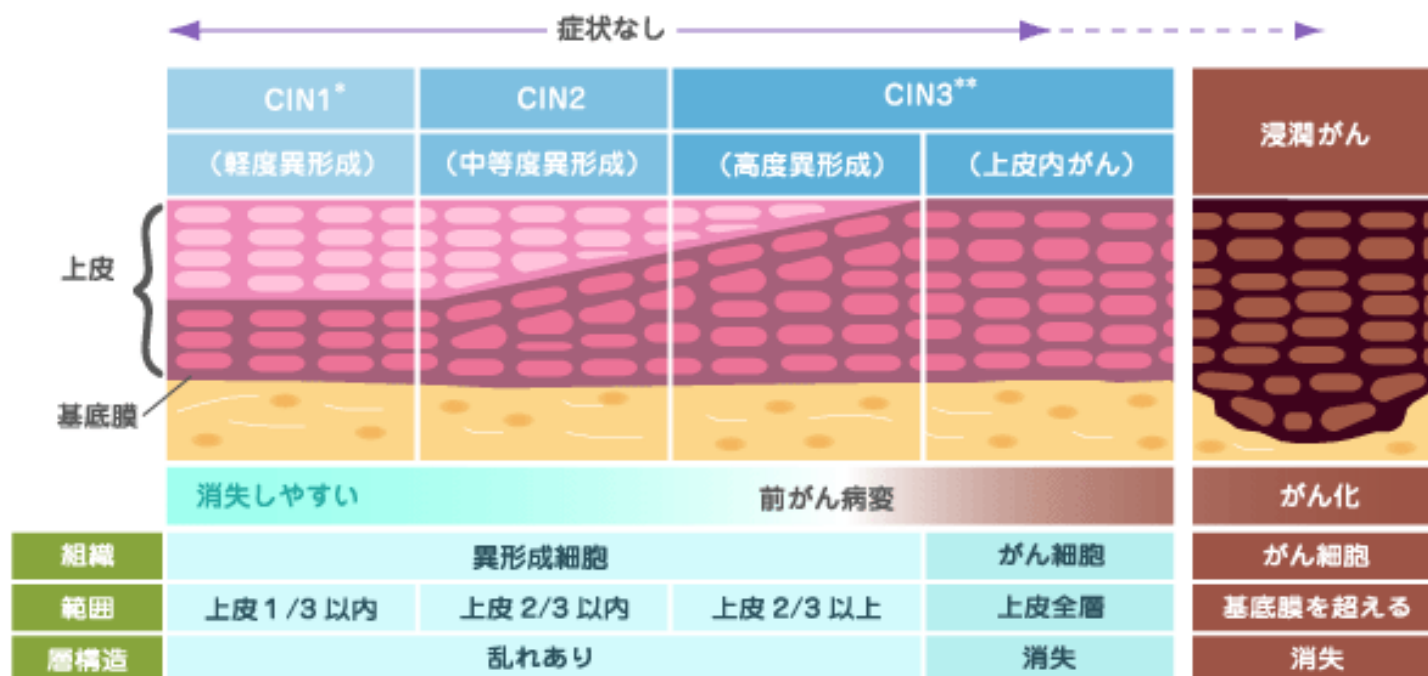 症状なし
CIN1* CIN2 CIN3** 浸潤がん
（軽度異形成） （中等度異形成） （高度異形成） （上皮内がん）
上皮
基底膜
消失しやすい 前がん病変 がん化
組織 異形成細胞 がん細胞 がん細胞
範囲 上皮1/3以内 上皮2/3以内 上皮2/3以上 上皮全層 基底膜を超える
層構造 乱れあり 消失 消失